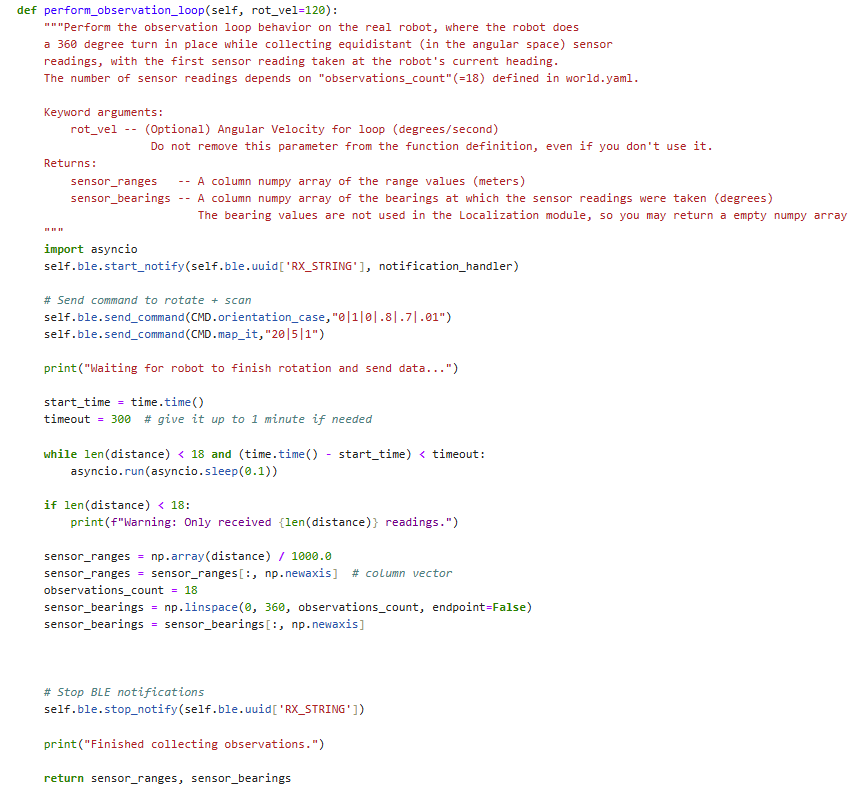 def perform_observation_loop(self, rot_vel=120):
    """Perform the observation loop behavior on the real robot, where the robot does
    a 360 degree turn in place while collecting equidistant (in the angular space) sensor
    readings, with the first sensor reading taken at the robot's current heading.
    The number of sensor readings depends on "observations_count"(=18) defined in world.yaml.

    Keyword arguments:
        rot_vel -- (Optional) Angular Velocity for loop (degrees/second)
                    Do not remove this parameter from the function definition, even if you don't use it.
    Returns:
        sensor_ranges   -- A column numpy array of the range values (meters)
        sensor_bearings -- A column numpy array of the bearings at which the sensor readings were taken (degrees)
                           The bearing values are not used in the Localization module, so you may return a empty numpy array
    """
    import asyncio
    self.ble.start_notify(self.ble.uuid['RX_STRING'], notification_handler)

    # Send command to rotate + scan
    self.ble.send_command(CMD.orientation_case,"0|1|0|.8|.7|.01")
    self.ble.send_command(CMD.map_it,"20|5|1")

    print("Waiting for robot to finish rotation and send data...")

    start_time = time.time()
    timeout = 300  # give it up to 1 minute if needed

    while len(distance) < 18 and (time.time() - start_time) < timeout:
        asyncio.run(asyncio.sleep(0.1))

    if len(distance) < 18:
        print(f"Warning: Only received {len(distance)} readings.")

    sensor_ranges = np.array(distance) / 1000.0
    sensor_ranges = sensor_ranges[:, np.newaxis]  # column vector
    observations_count = 18
    sensor_bearings = np.linspace(0, 360, observations_count, endpoint=False)
    sensor_bearings = sensor_bearings[:, np.newaxis]

    # Stop BLE notifications
    self.ble.stop_notify(self.ble.uuid['RX_STRING'])

    print("Finished collecting observations.")

    return sensor_ranges, sensor_bearings